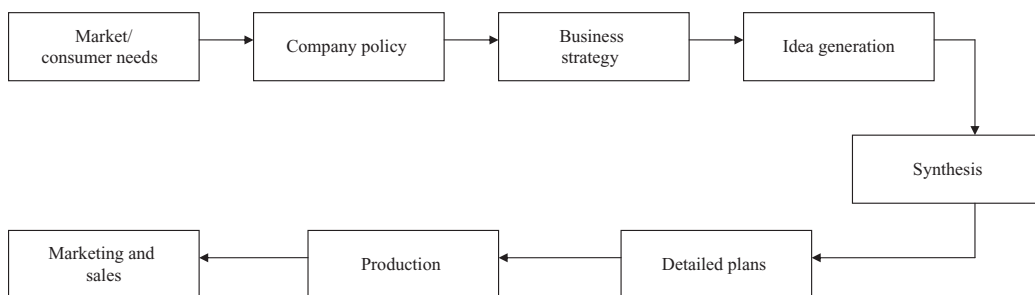 Market/
consumer needs
Company policy
Business
strategy
Idea generation
Synthesis
Marketing and
sales
Production
Detailed plans